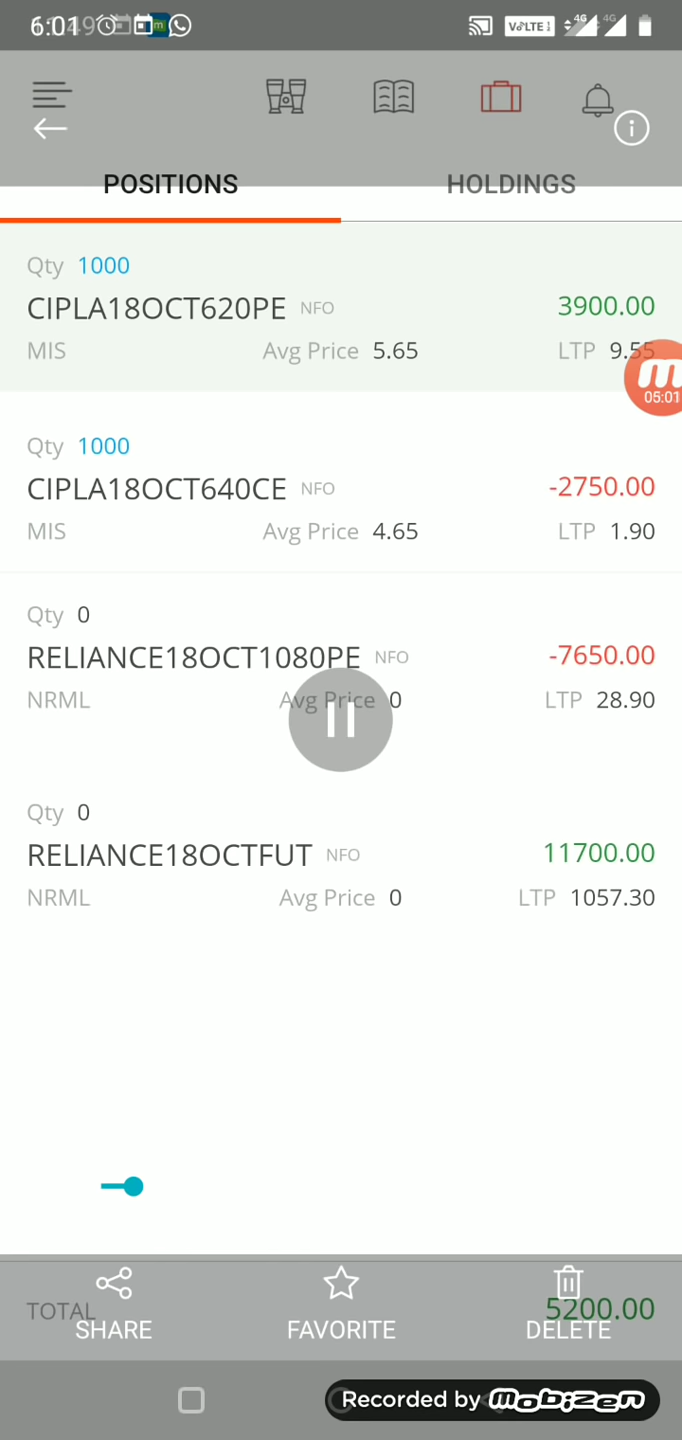 6:01
VoLTE 4G 4G
POSITIONS HOLDINGS
Qty 1000
CIPLA18OCT620PE NFO 3900.00
MIS Avg Price 5.65 LTP 9.55
m
05:01
Qty 1000
CIPLA18OCT640CE NFO -2750.00
MIS Avg Price 4.65 LTP 1.90
Qty 0
RELIANCE18OCT1080PE NFO -7650.00
NRML Avg Price 0 LTP 28.90
Qty 0
RELIANCE18OCTFUT NFO 11700.00
NRML Avg Price 0 LTP 1057.30
TOTAL 5200.00
SHARE FAVORITE DELETE
Recorded by mobizen